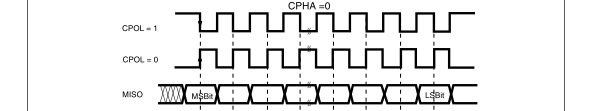 CPHA =0
CPOL = 1
CPOL = 0
MISO
MSBit
LSBit